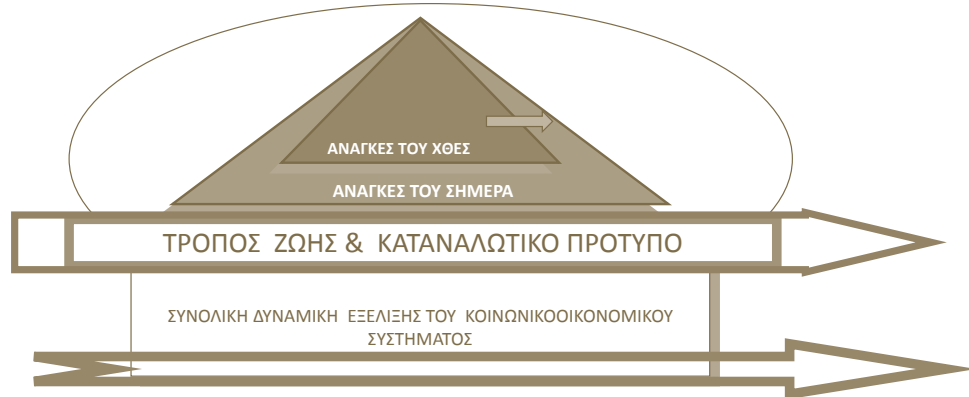 ΑΝΑΓΚΕΣ ΤΟΥ ΧΘΕΣ
ΑΝΑΓΚΕΣ ΤΟΥ ΣΗΜΕΡΑ
ΤΡΟΠΟΣ ΖΩΗΣ & ΚΑΤΑΝΑΛΩΤΙΚΟ ΠΡΟΤΥΠΟ
ΣΥΝΟΛΙΚΗ ΔΥΝΑΜΙΚΗ ΕΞΕΛΙΞΗΣ ΤΟΥ ΚΟΙΝΩΝΙΚΟΟΙΚΟΝΟΜΙΚΟΥ
ΣΥΣΤΗΜΑΤΟΣ